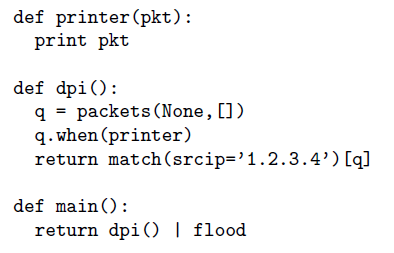 def printer(pkt):
  print pkt

def dpi():
  q = packets(None,[])
  q.when(printer)
  return match(srcip=’1.2.3.4’)[q]

def main():
  return dpi() | flood